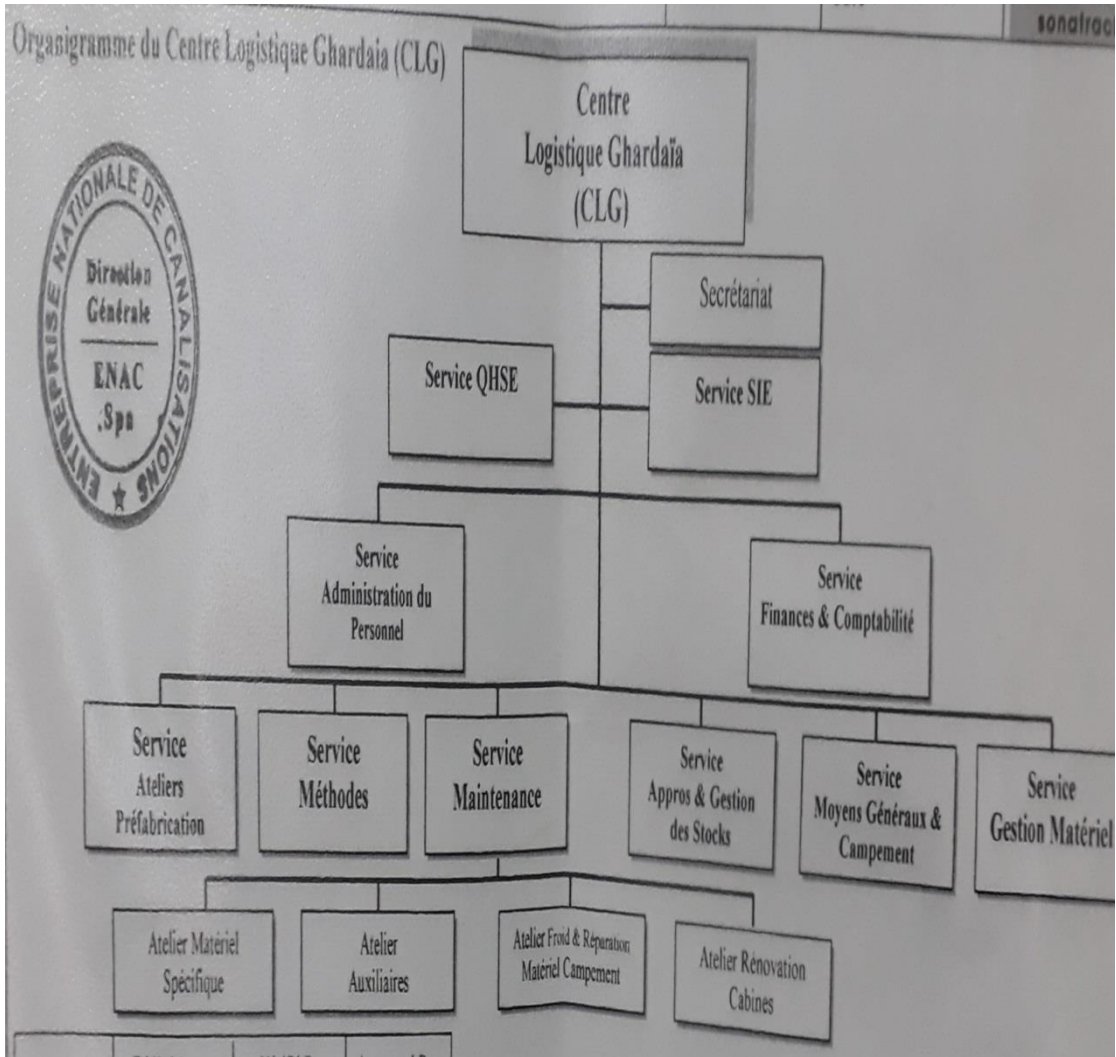 sonatrach
Organigramme du Centre Logistique Ghardaia (CLG)
Centre
Logistique Ghardaïa
(CLG)
ENTREPRISE NATIONALE DE CANALISATIONS
Direction
Générale
ENAC
.Spa
Secrétariat
Service QHSE
Service SIE
Service
Administration du
Personnel
Service
Finances & Comptabilité
Service
Ateliers
Préfabrication
Service
Méthodes
Service
Maintenance
Service
Appros & Gestion
des Stocks
Service
Moyens Généraux &
Campement
Service
Gestion Matériel
Atelier Matériel
Spécifique
Atelier
Auxiliaires
Atelier Froid & Réparation
Matériel Campement
Atelier Rénovation
Cabines